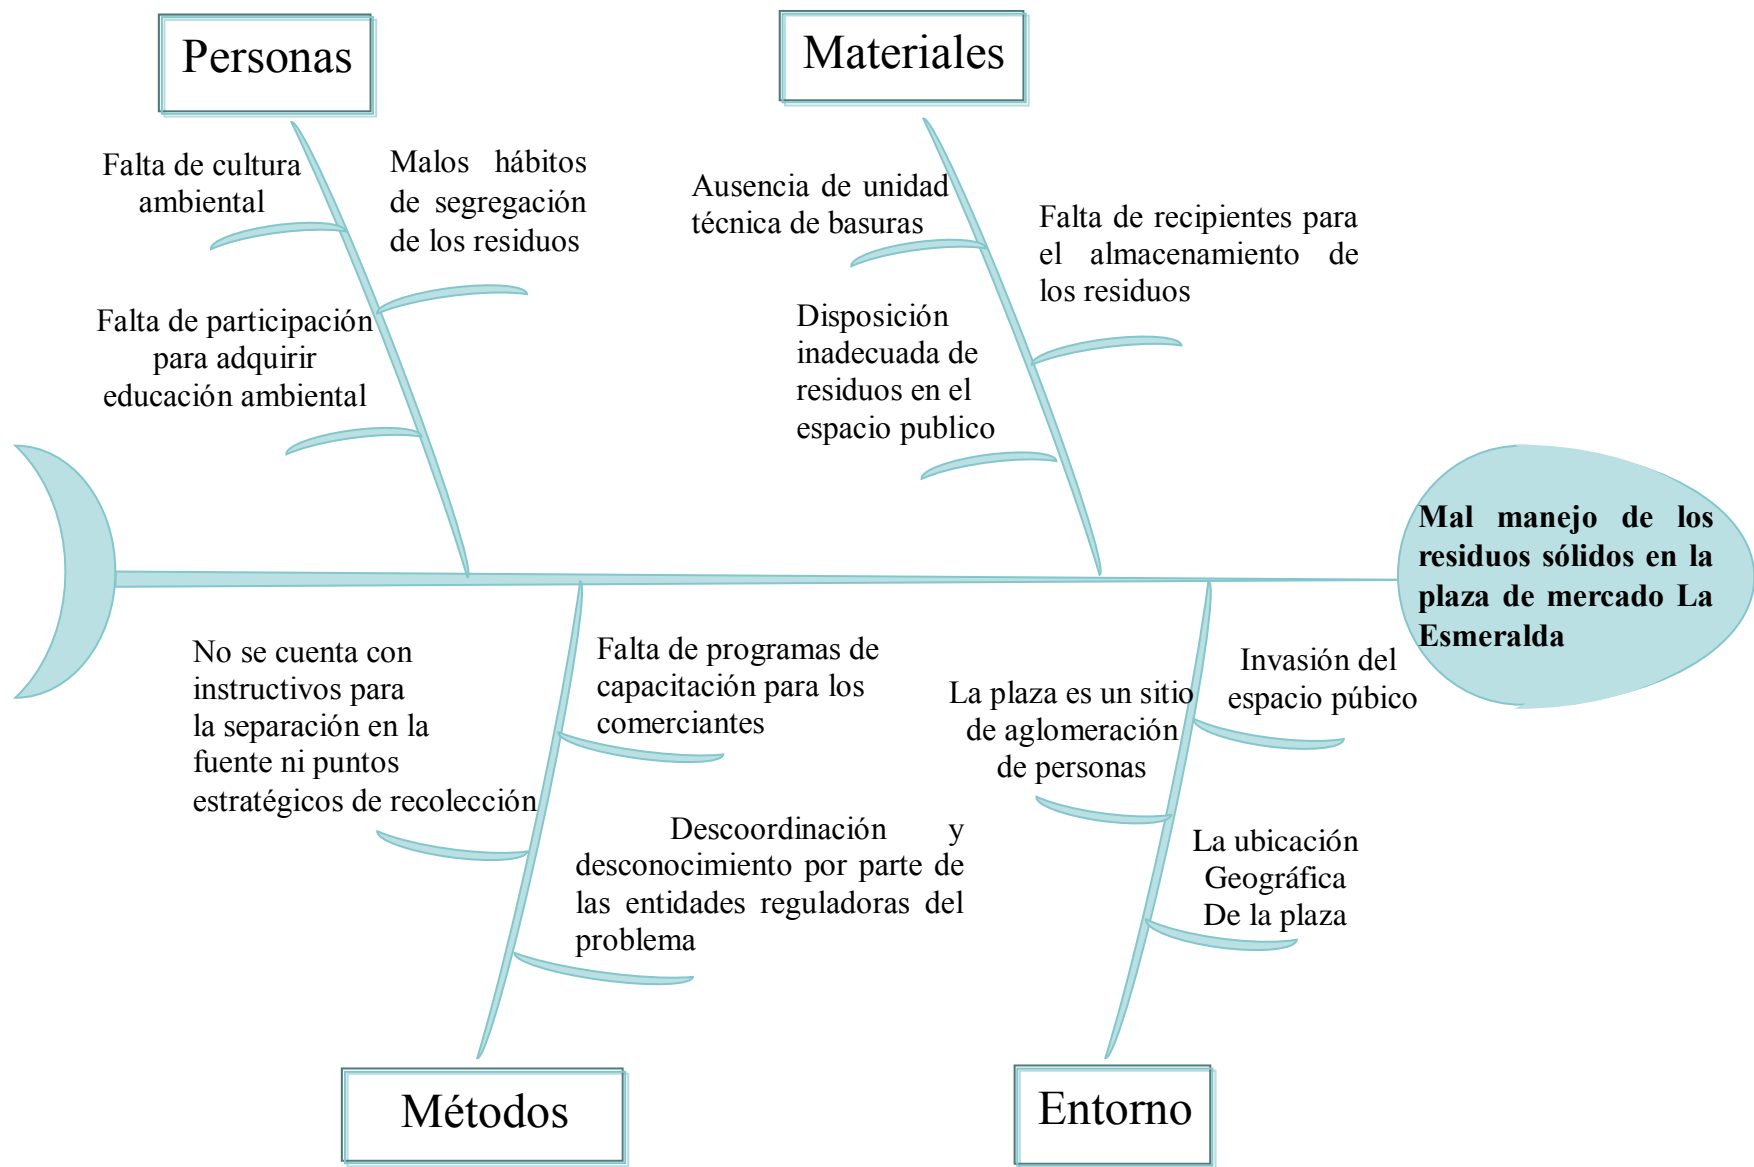 Personas
Materiales
Falta de cultura
ambiental
Malos hábitos
de segregación
de los residuos
Falta de participación
para adquirir
educación ambiental
Ausencia de unidad
técnica de basuras
Falta de recipientes para
el almacenamiento de
los residuos
Disposición
inadecuada de
residuos en el
espacio publico
Mal manejo de los
residuos sólidos en la
plaza de mercado La
Esmeralda
No se cuenta con
instructivos para
la separación en la
fuente ni puntos
estratégicos de recolección
Falta de programas de
capacitación para los
comerciantes
Descoordinación y
desconocimiento por parte de
las entidades reguladoras del
problema
La plaza es un sitio
de aglomeración
de personas
Invasión del
espacio púbico
La ubicación
Geográfica
De la plaza
Métodos
Entorno